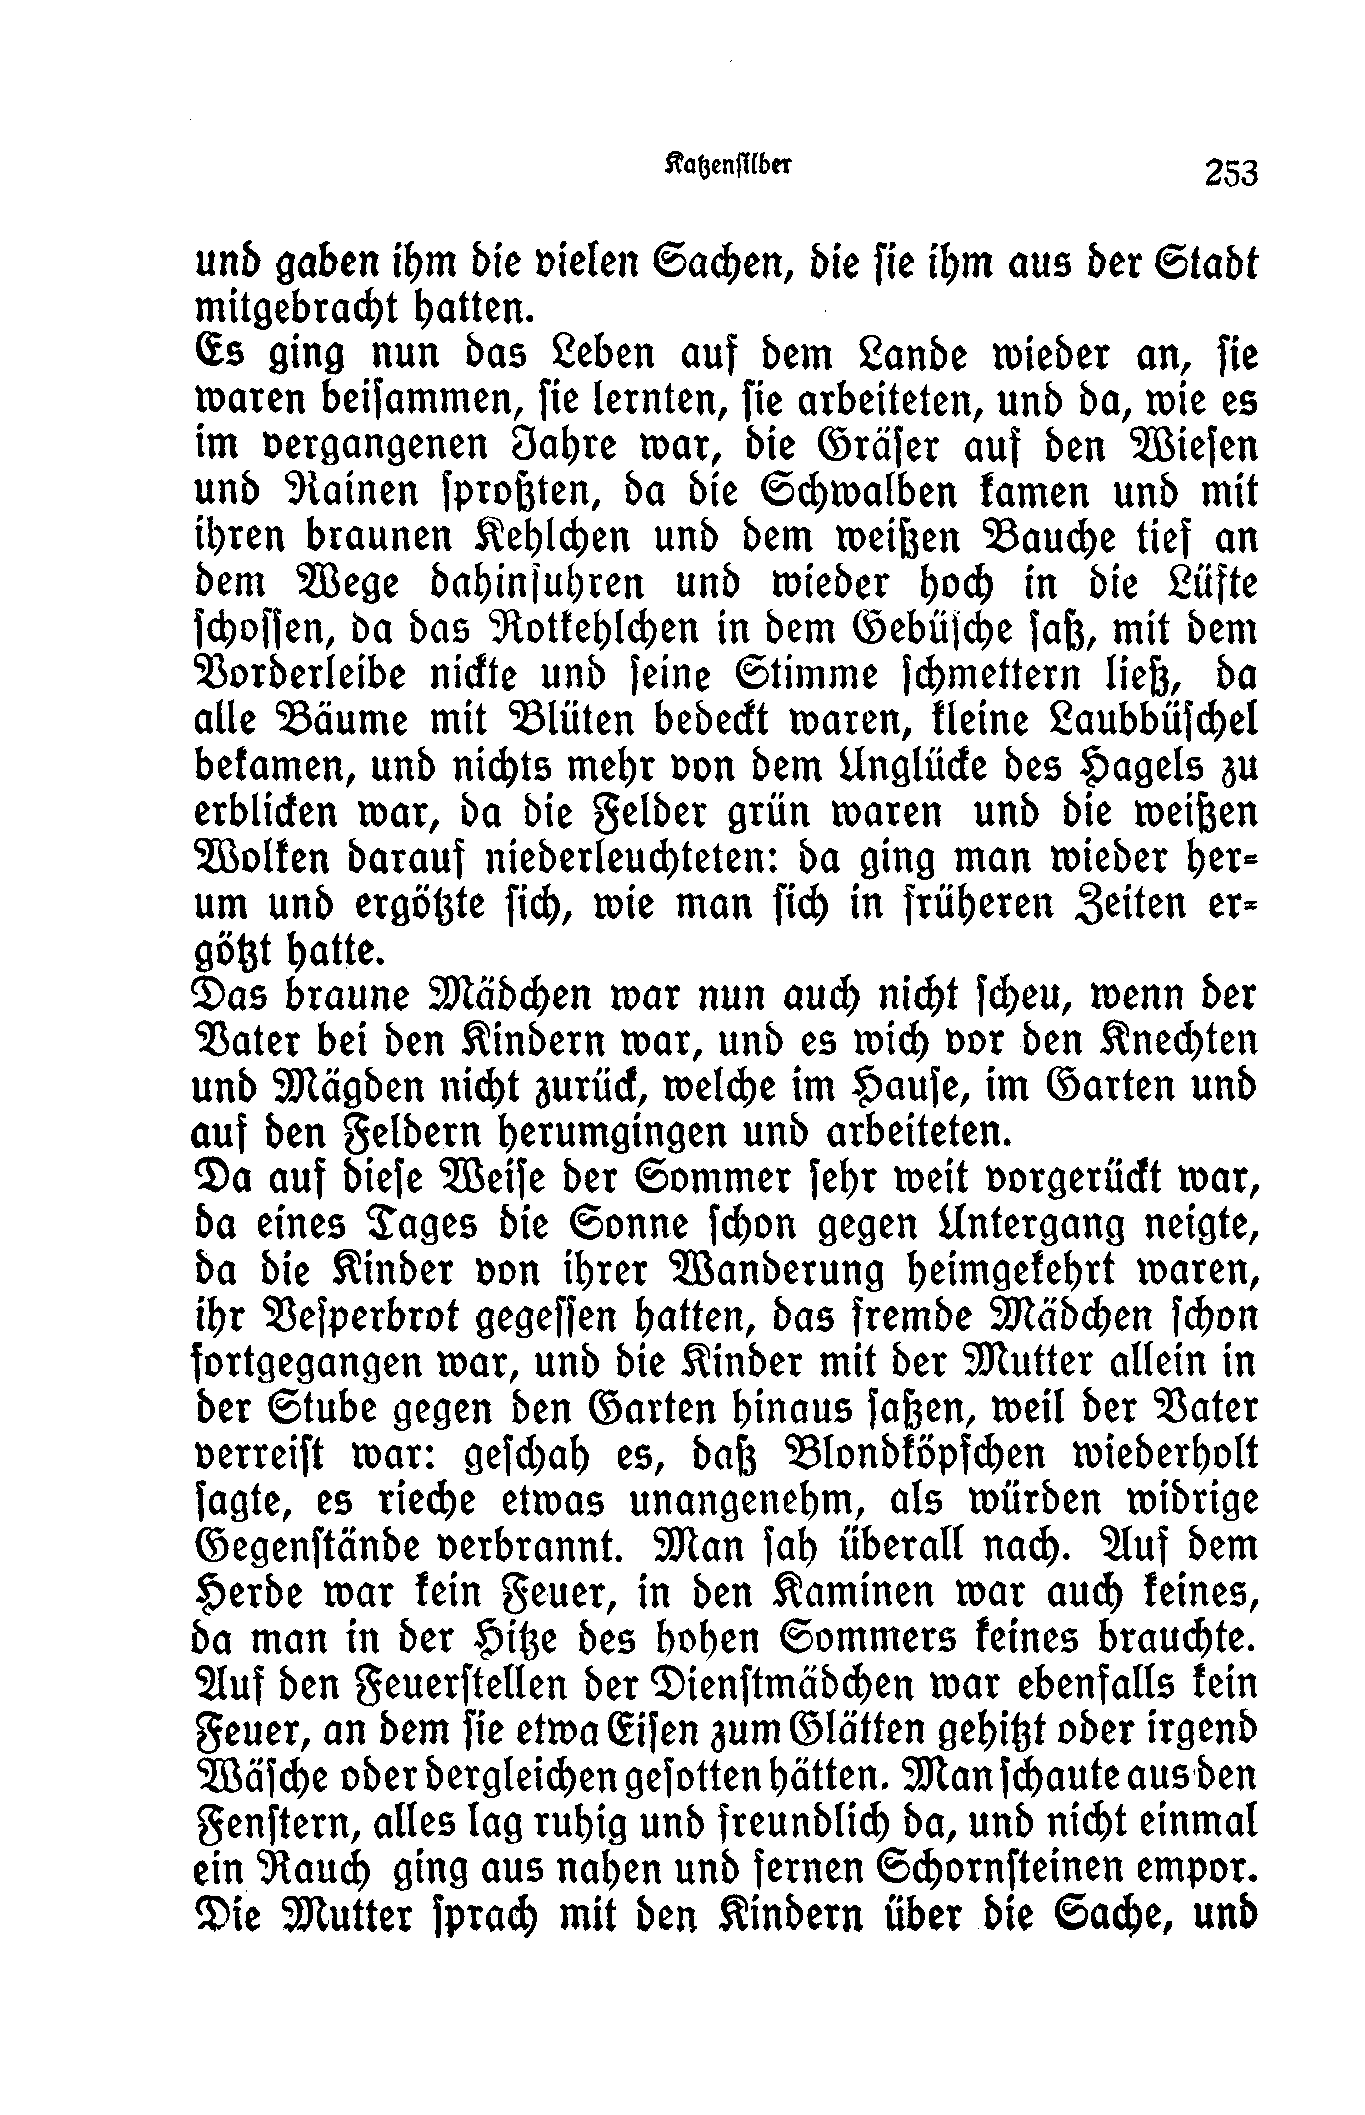 Katzensilber
253
und gaben ihm die vielen Sachen, die sie ihm aus der Stadt
mitgebracht hatten.
Es ging nun das Leben auf dem Lande wieder an, sie
waren beisammen, sie lernten, sie arbeiteten, und da, wie es
im vergangenen Jahre war, die Gräser auf den Wiesen
und Rainen sproßten, da die Schwalben kamen und mit
ihren braunen Kehlchen und dem weißen Bauche tief an
dem Wege dahinfuhren und wieder hoch in die Lüfte
schossen, da das Rotkehlchen in dem Gebüsche saß, mit dem
Vorderleibe nickte und seine Stimme schmettern ließ, da
alle Bäume mit Blüten bedeckt waren, kleine Laubbüschel
bekamen, und nichts mehr von dem Unglücke des Hagels zu
erblicken war, da die Felder grün waren und die weißen
Wolken darauf niederleuchteten: da ging man wieder her-
um und ergötzte sich, wie man sich in früheren Zeiten er-
götzt hatte.
Das braune Mädchen war nun auch nicht scheu, wenn der
Vater bei den Kindern war, und es wich vor den Knechten
und Mägden nicht zurück, welche im Hause, im Garten und
auf den Feldern herumgingen und arbeiteten.
Da auf diese Weise der Sommer sehr weit vorgerückt war,
da eines Tages die Sonne schon gegen Untergang neigte,
da die Kinder von ihrer Wanderung heimgekehrt waren,
ihr Vesperbrot gegessen hatten, das fremde Mädchen schon
fortgegangen war, und die Kinder mit der Mutter allein in
der Stube gegen den Garten hinaus saßen, weil der Vater
verreist war: geschah es, daß Blondköpfchen wiederholt
sagte, es rieche etwas unangenehm, als würden widrige
Gegenstände verbrannt. Man sah überall nach. Auf dem
Herde war kein Feuer, in den Kaminen war auch keines,
da man in der Hitze des hohen Sommers keines brauchte.
Auf den Feuerstellen der Dienstmädchen war ebenfalls kein
Feuer, an dem sie etwa Eisen zum Glätten gehitzt oder irgend
Wäsche oder dergleichen gesotten hätten. Man schaute aus den
Fenstern, alles lag ruhig und freundlich da, und nicht einmal
ein Rauch ging aus nahen und fernen Schornsteinen empor.
Die Mutter sprach mit den Kindern über die Sache, und